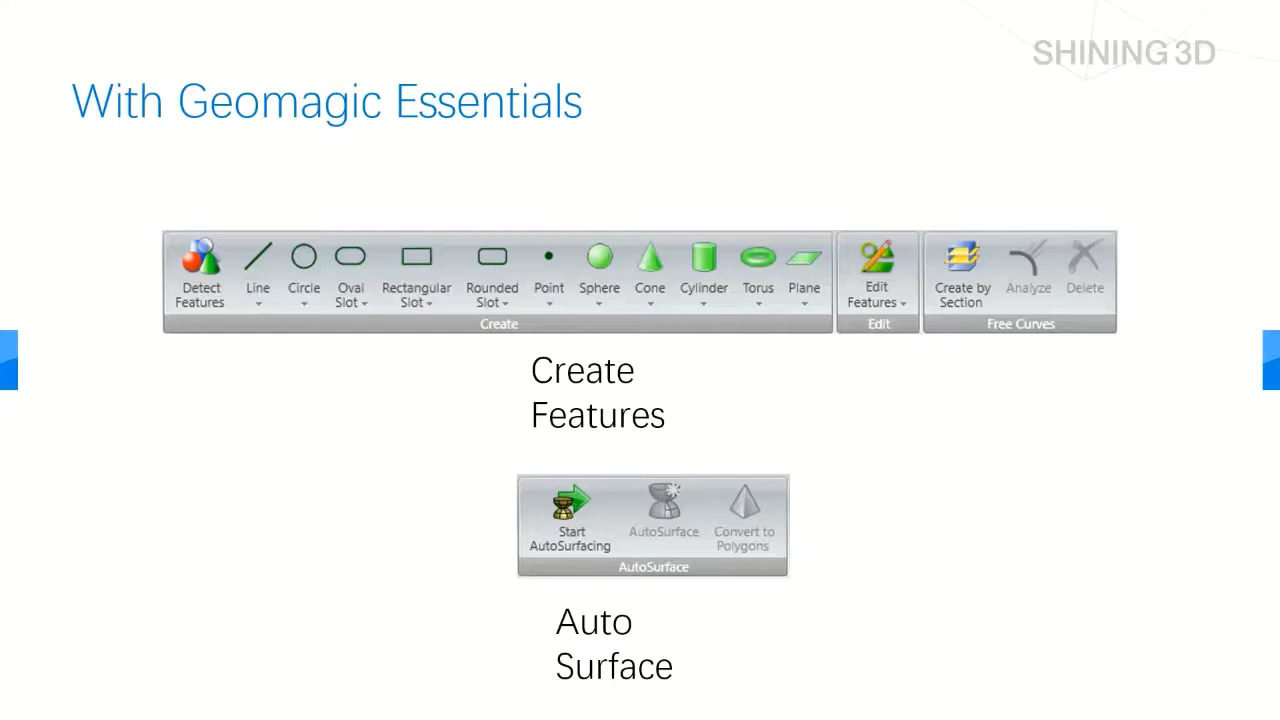 SHINING 3D
With Geomagic Essentials
Detect Features
Line
Circle
Oval Slot
Rectangular Slot
Rounded Slot
Point
Sphere
Cone
Cylinder
Torus
Plane
Create
Edit Features
Edit
Create by Section
Analyze
Delete
Free Curves
Create
Features
Start AutoSurfacing
AutoSurface
Convert to Polygons
AutoSurface
Auto
Surface